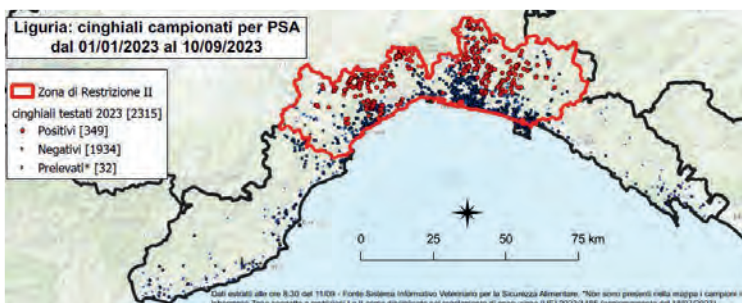 Liguria: cinghiali campionati per PSA
dal 01/01/2023 al 10/09/2023
Zona di Restrizione II
cinghiali testati 2023 [2315]
Positivi [349]
Negativi [1934]
Prelevati* [32]
0 25 50 75 km
Dati estratti alle ore 8:30 del 11/09 - Fonte Sistema Informativo Veterinario per la Sicurezza Alimentare. *Non sono presenti nella mappa i campioni